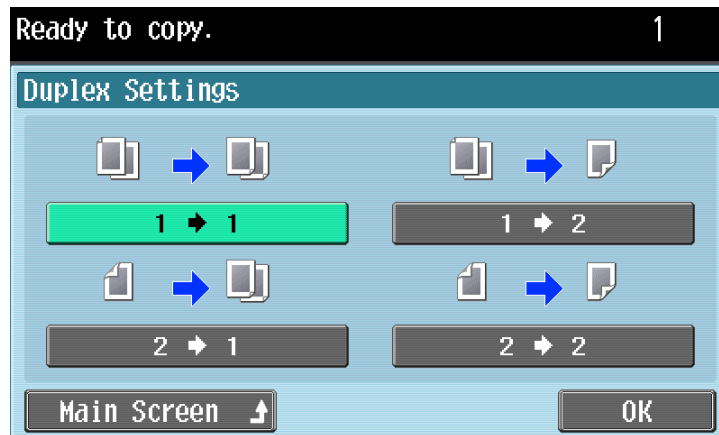 Ready to copy. 1
Duplex Settings
1 → 1 1 → 2
2 → 1 2 → 2
Main Screen OK